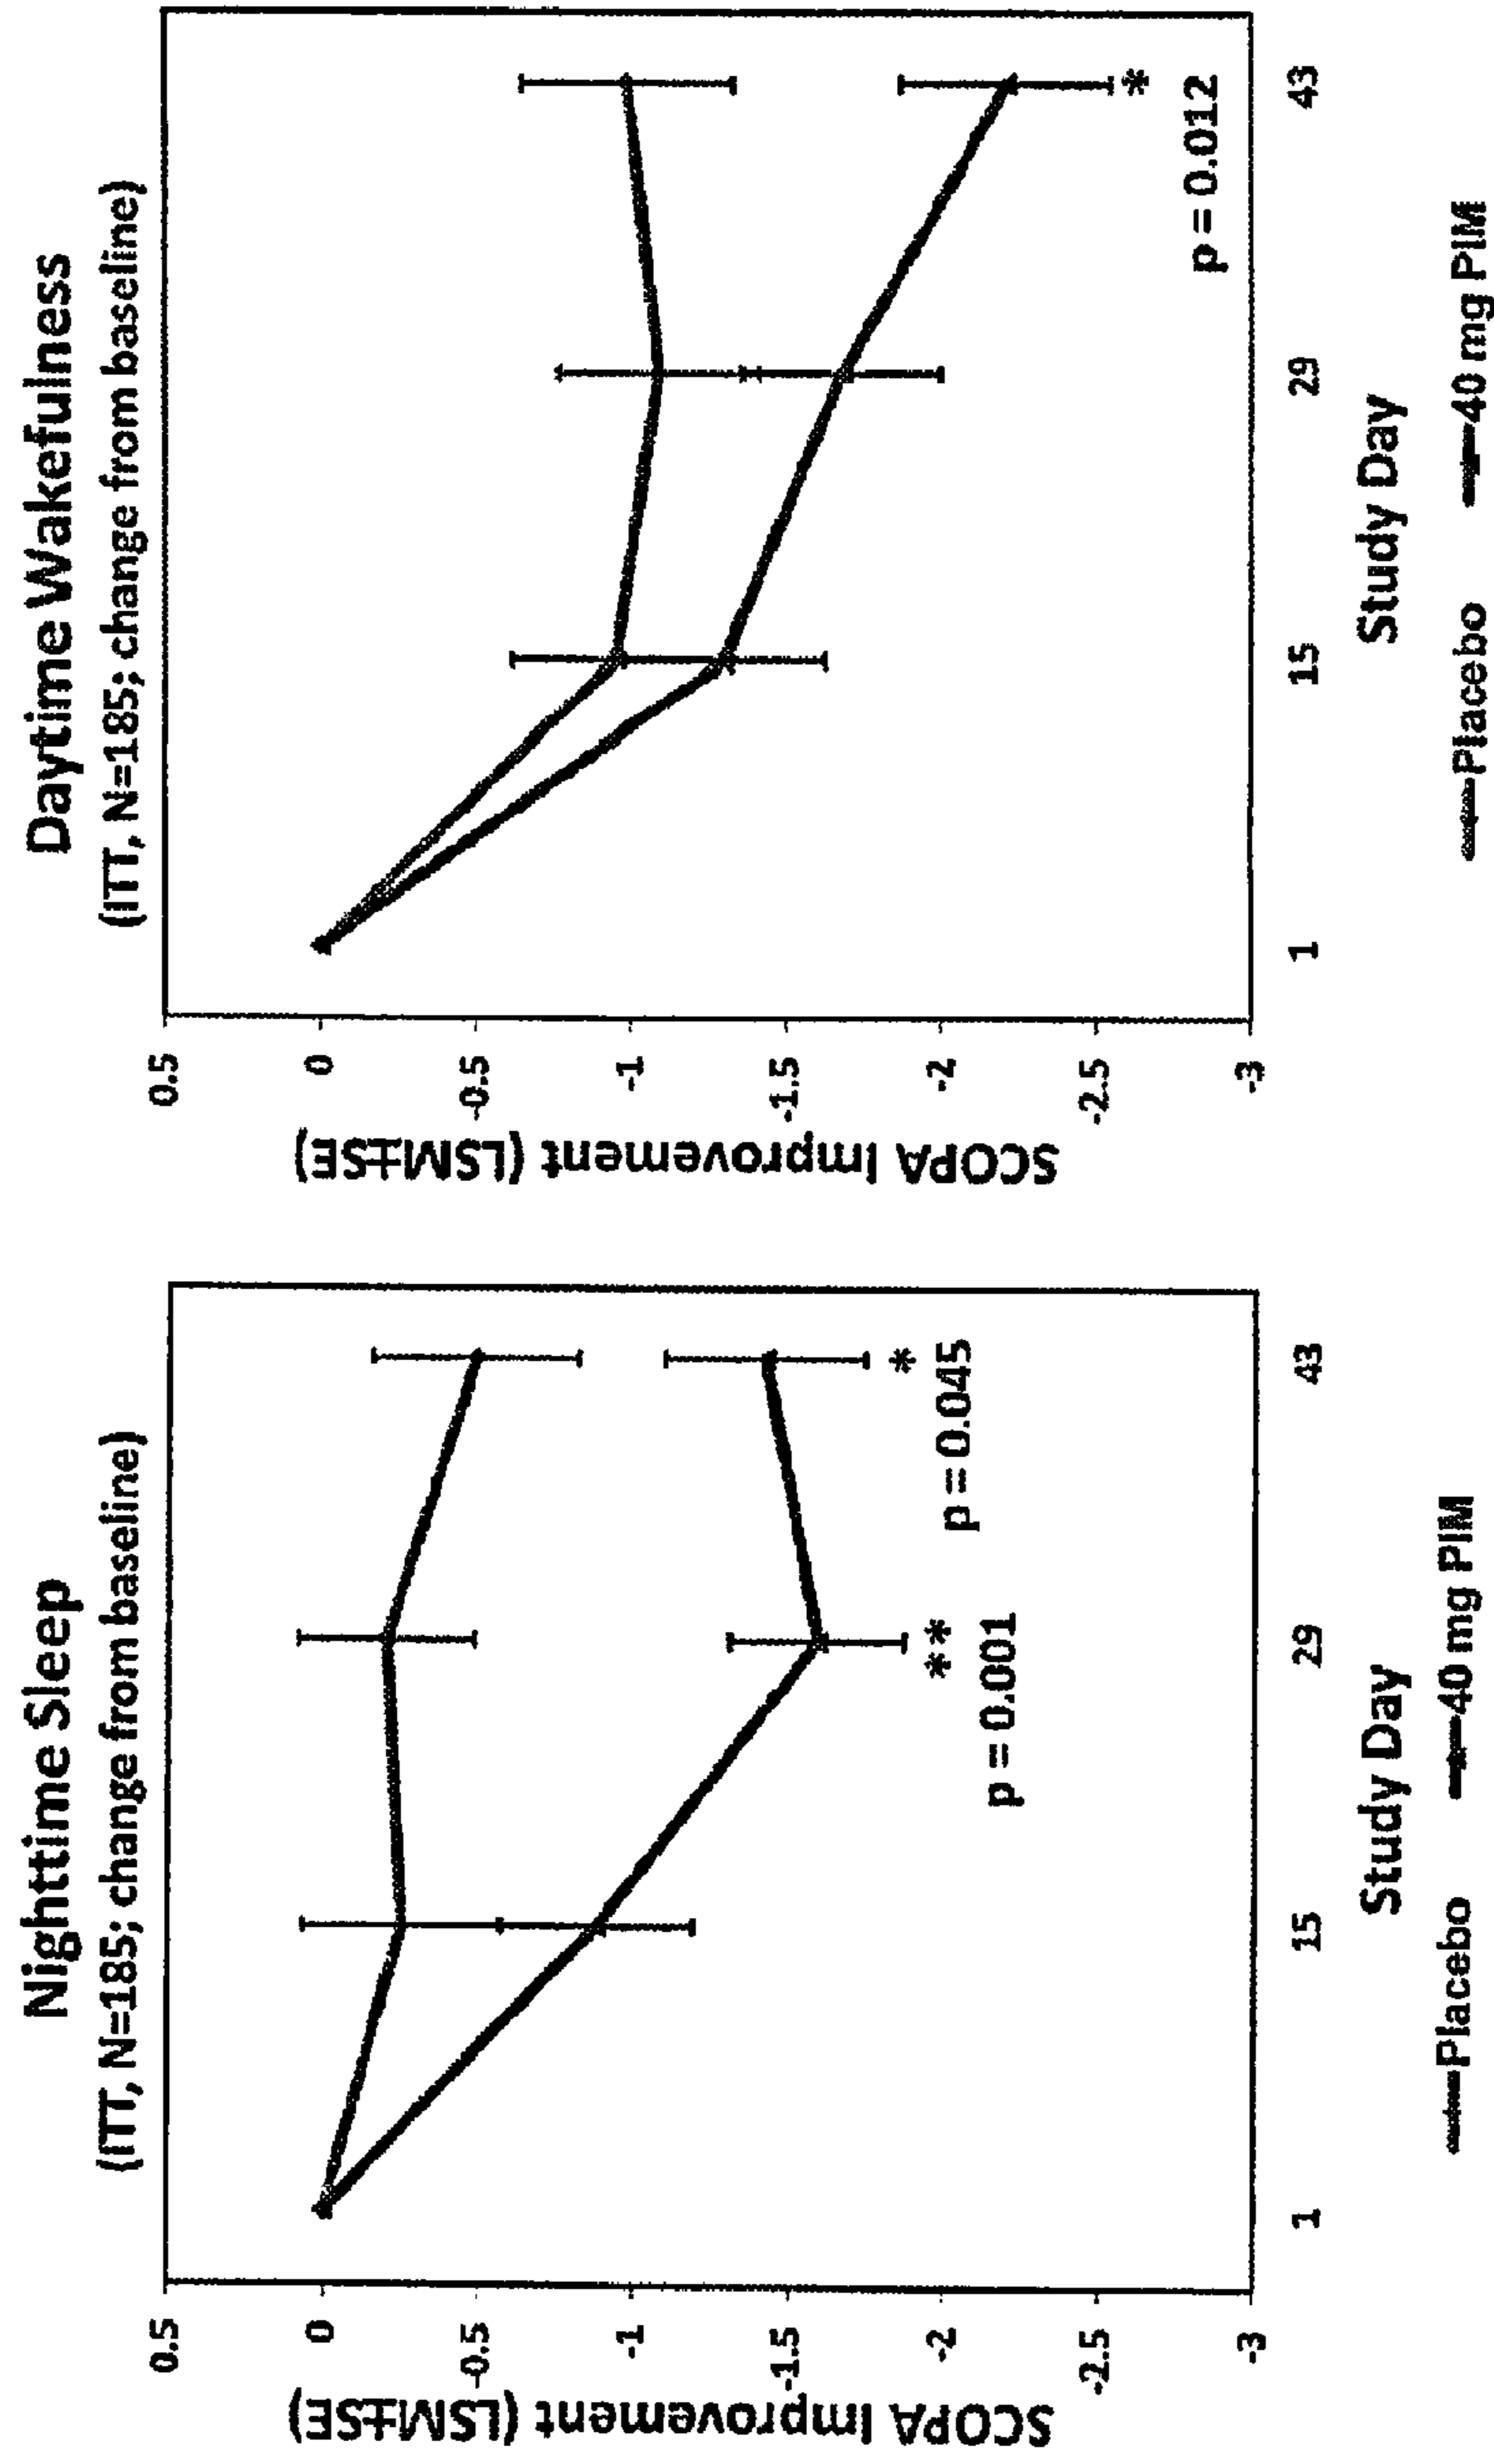 Nighttime Sleep
(ITT, N=185; change from baseline)
SCOPA Improvement (LSM±SE)
0.5
0
-0.5
-1
-1.5
-2
-2.5
-3
**
p = 0.001
*
p = 0.045
1
15
29
43
Study Day
Placebo
40 mg PIM
Daytime Wakefulness
(ITT, N=185; change from baseline)
SCOPA Improvement (LSM±SE)
0.5
0
-0.5
-1
-1.5
-2
-2.5
-3
*
p = 0.012
1
15
29
43
Study Day
Placebo
40 mg PIM